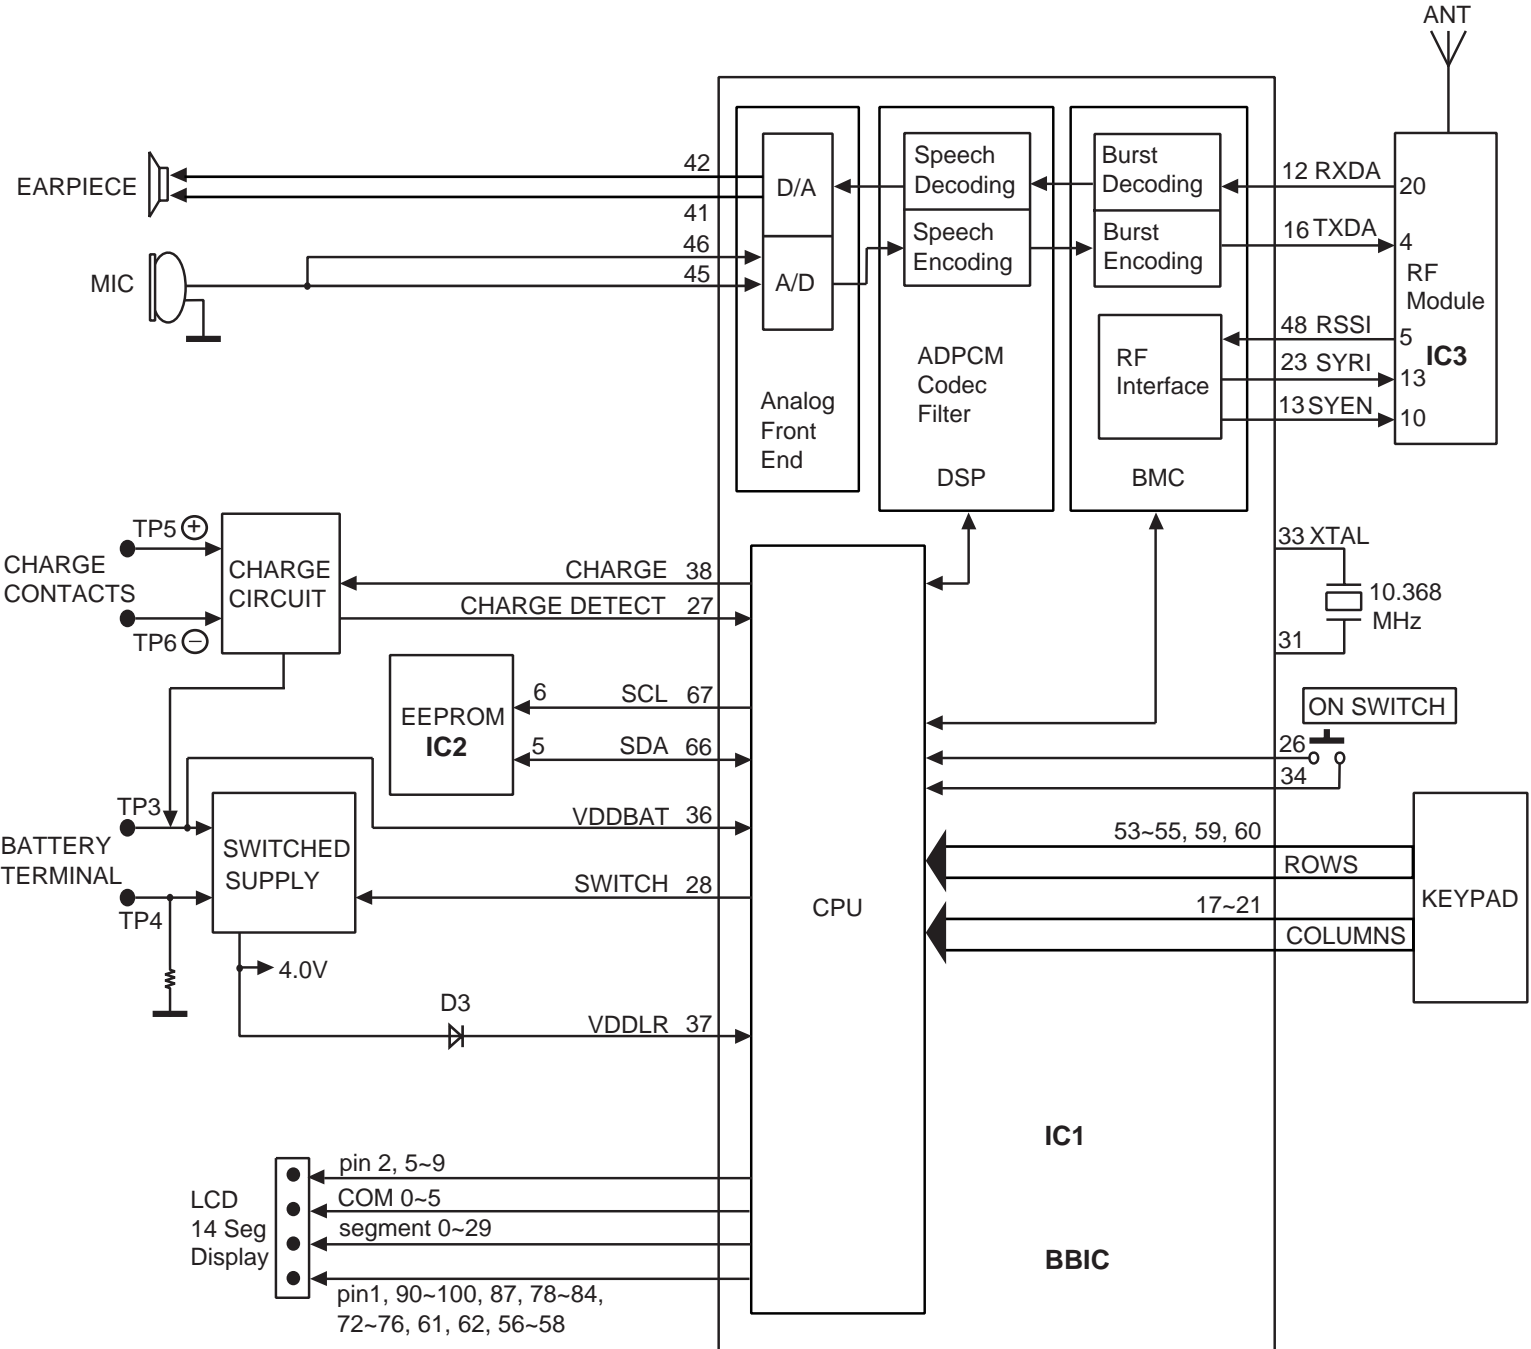 ANT
EARPIECE
42
41
46
45
MIC
D/A
A/D
Analog
Front
End
Speech
Decoding
Speech
Encoding
ADPCM
Codec
Filter
DSP
Burst
Decoding
Burst
Encoding
RF
Interface
BMC
12 RXDA
20
16 TXDA
4
RF
Module
48 RSSI
5
IC3
23 SYRI
13
13 SYEN
10
33 XTAL
10.368
MHz
31
ON SWITCH
26
34
53~55, 59, 60
ROWS
17~21
COLUMNS
KEYPAD
TP5 +
CHARGE
CONTACTS
TP6 −
CHARGE
CIRCUIT
CHARGE 38
CHARGE DETECT 27
EEPROM
IC2
6 SCL 67
5 SDA 66
TP3
BATTERY
TERMINAL
TP4
SWITCHED
SUPPLY
VDDBAT 36
SWITCH 28
4.0V
D3
VDDLR 37
CPU
LCD
14 Seg
Display
pin 2, 5~9
COM 0~5
segment 0~29
pin1, 90~100, 87, 78~84,
72~76, 61, 62, 56~58
IC1
BBIC